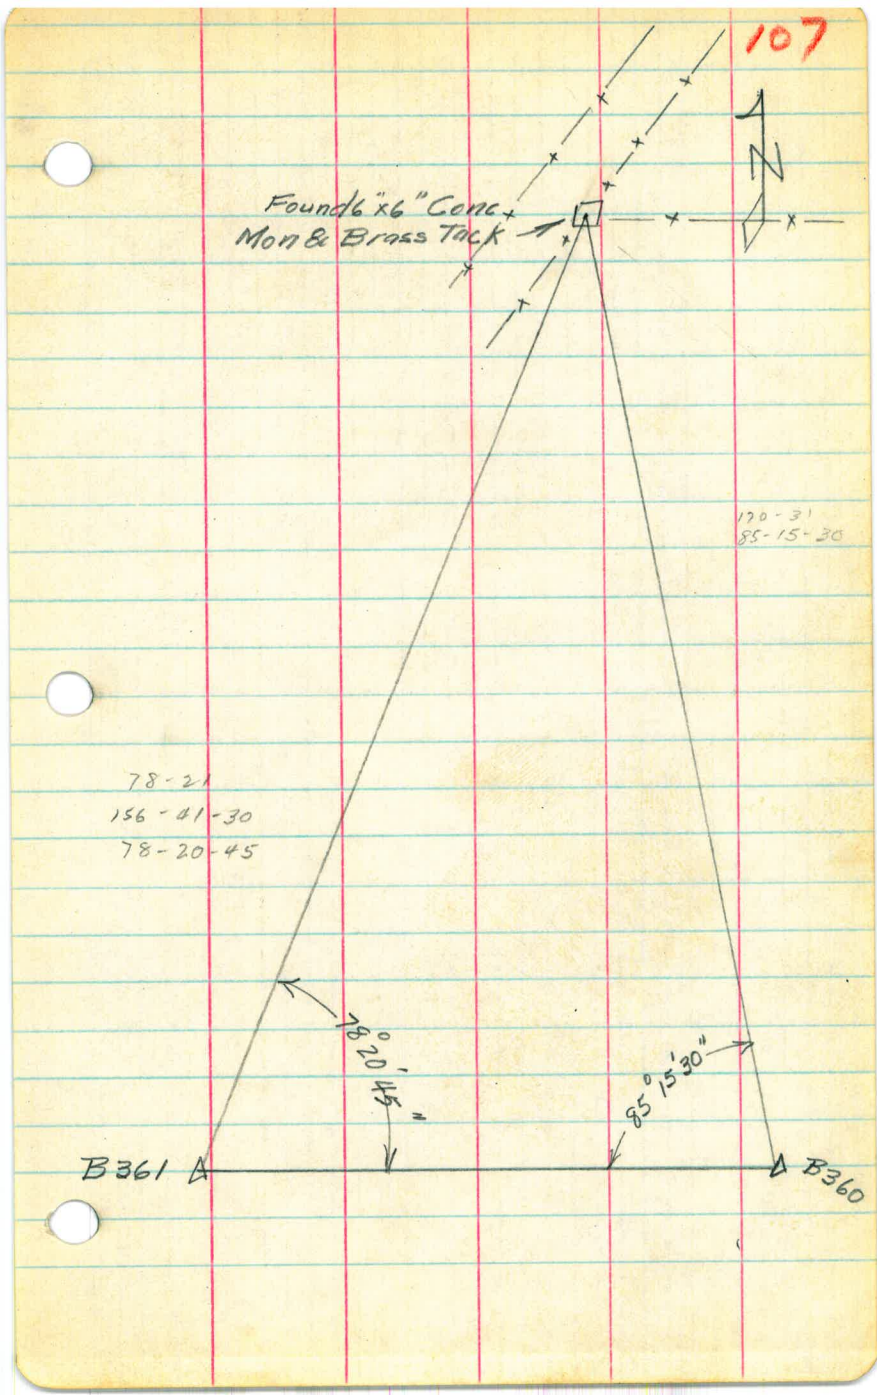 107
N
Found 6"x6" Conc
Mon & Brass Tack
170-31
85-15-30
78-21
156-41-30
78-20-45
78° 20' 45"
85° 15' 30"
B361
B360